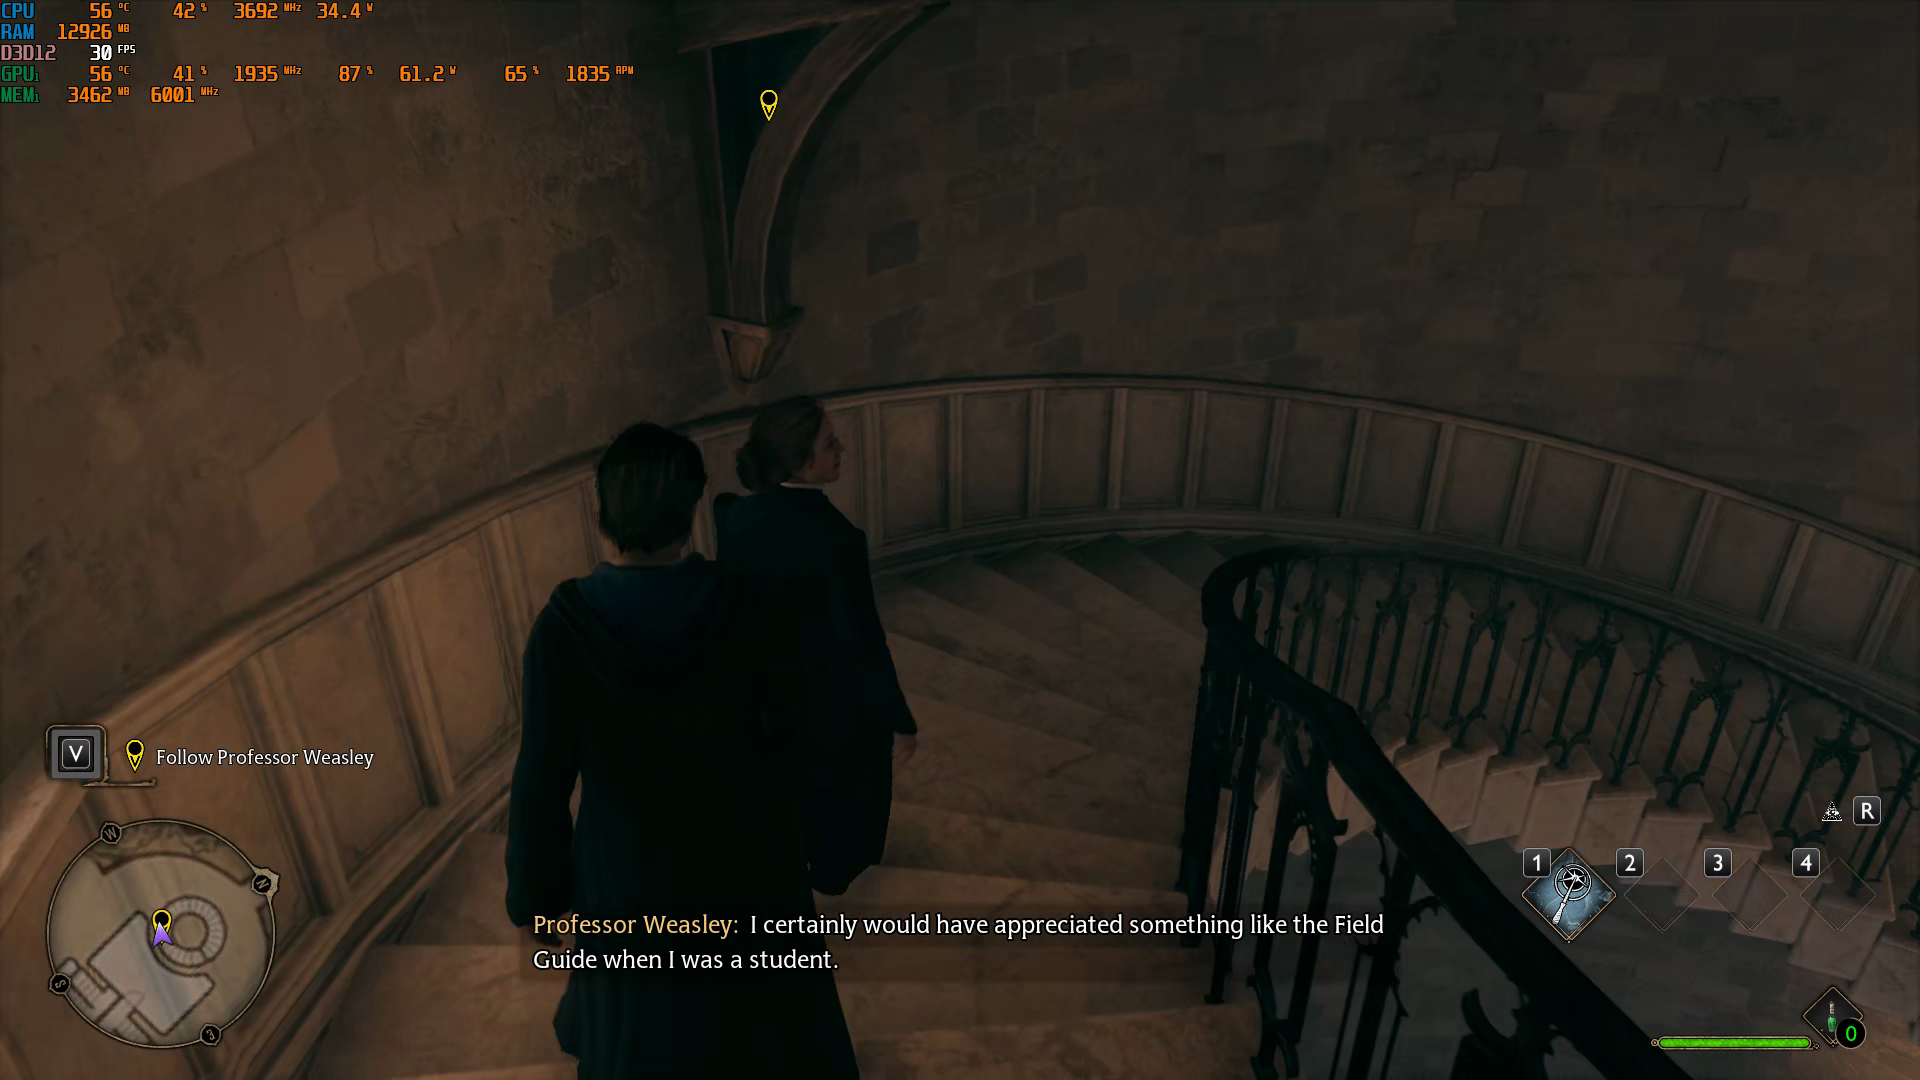 CPU 56 °C 42 % 3692 MHz 34.4 W
RAM 12926 MB
D3D12 30 FPS
GPU1 56 °C 41 % 1935 MHz 87 % 61.2 W 65 % 1835 RPM
MEM1 3462 MB 6001 MHz
V Follow Professor Weasley
W
N
S
E
R
1 2 3 4
Professor Weasley: I certainly would have appreciated something like the Field
Guide when I was a student.
0